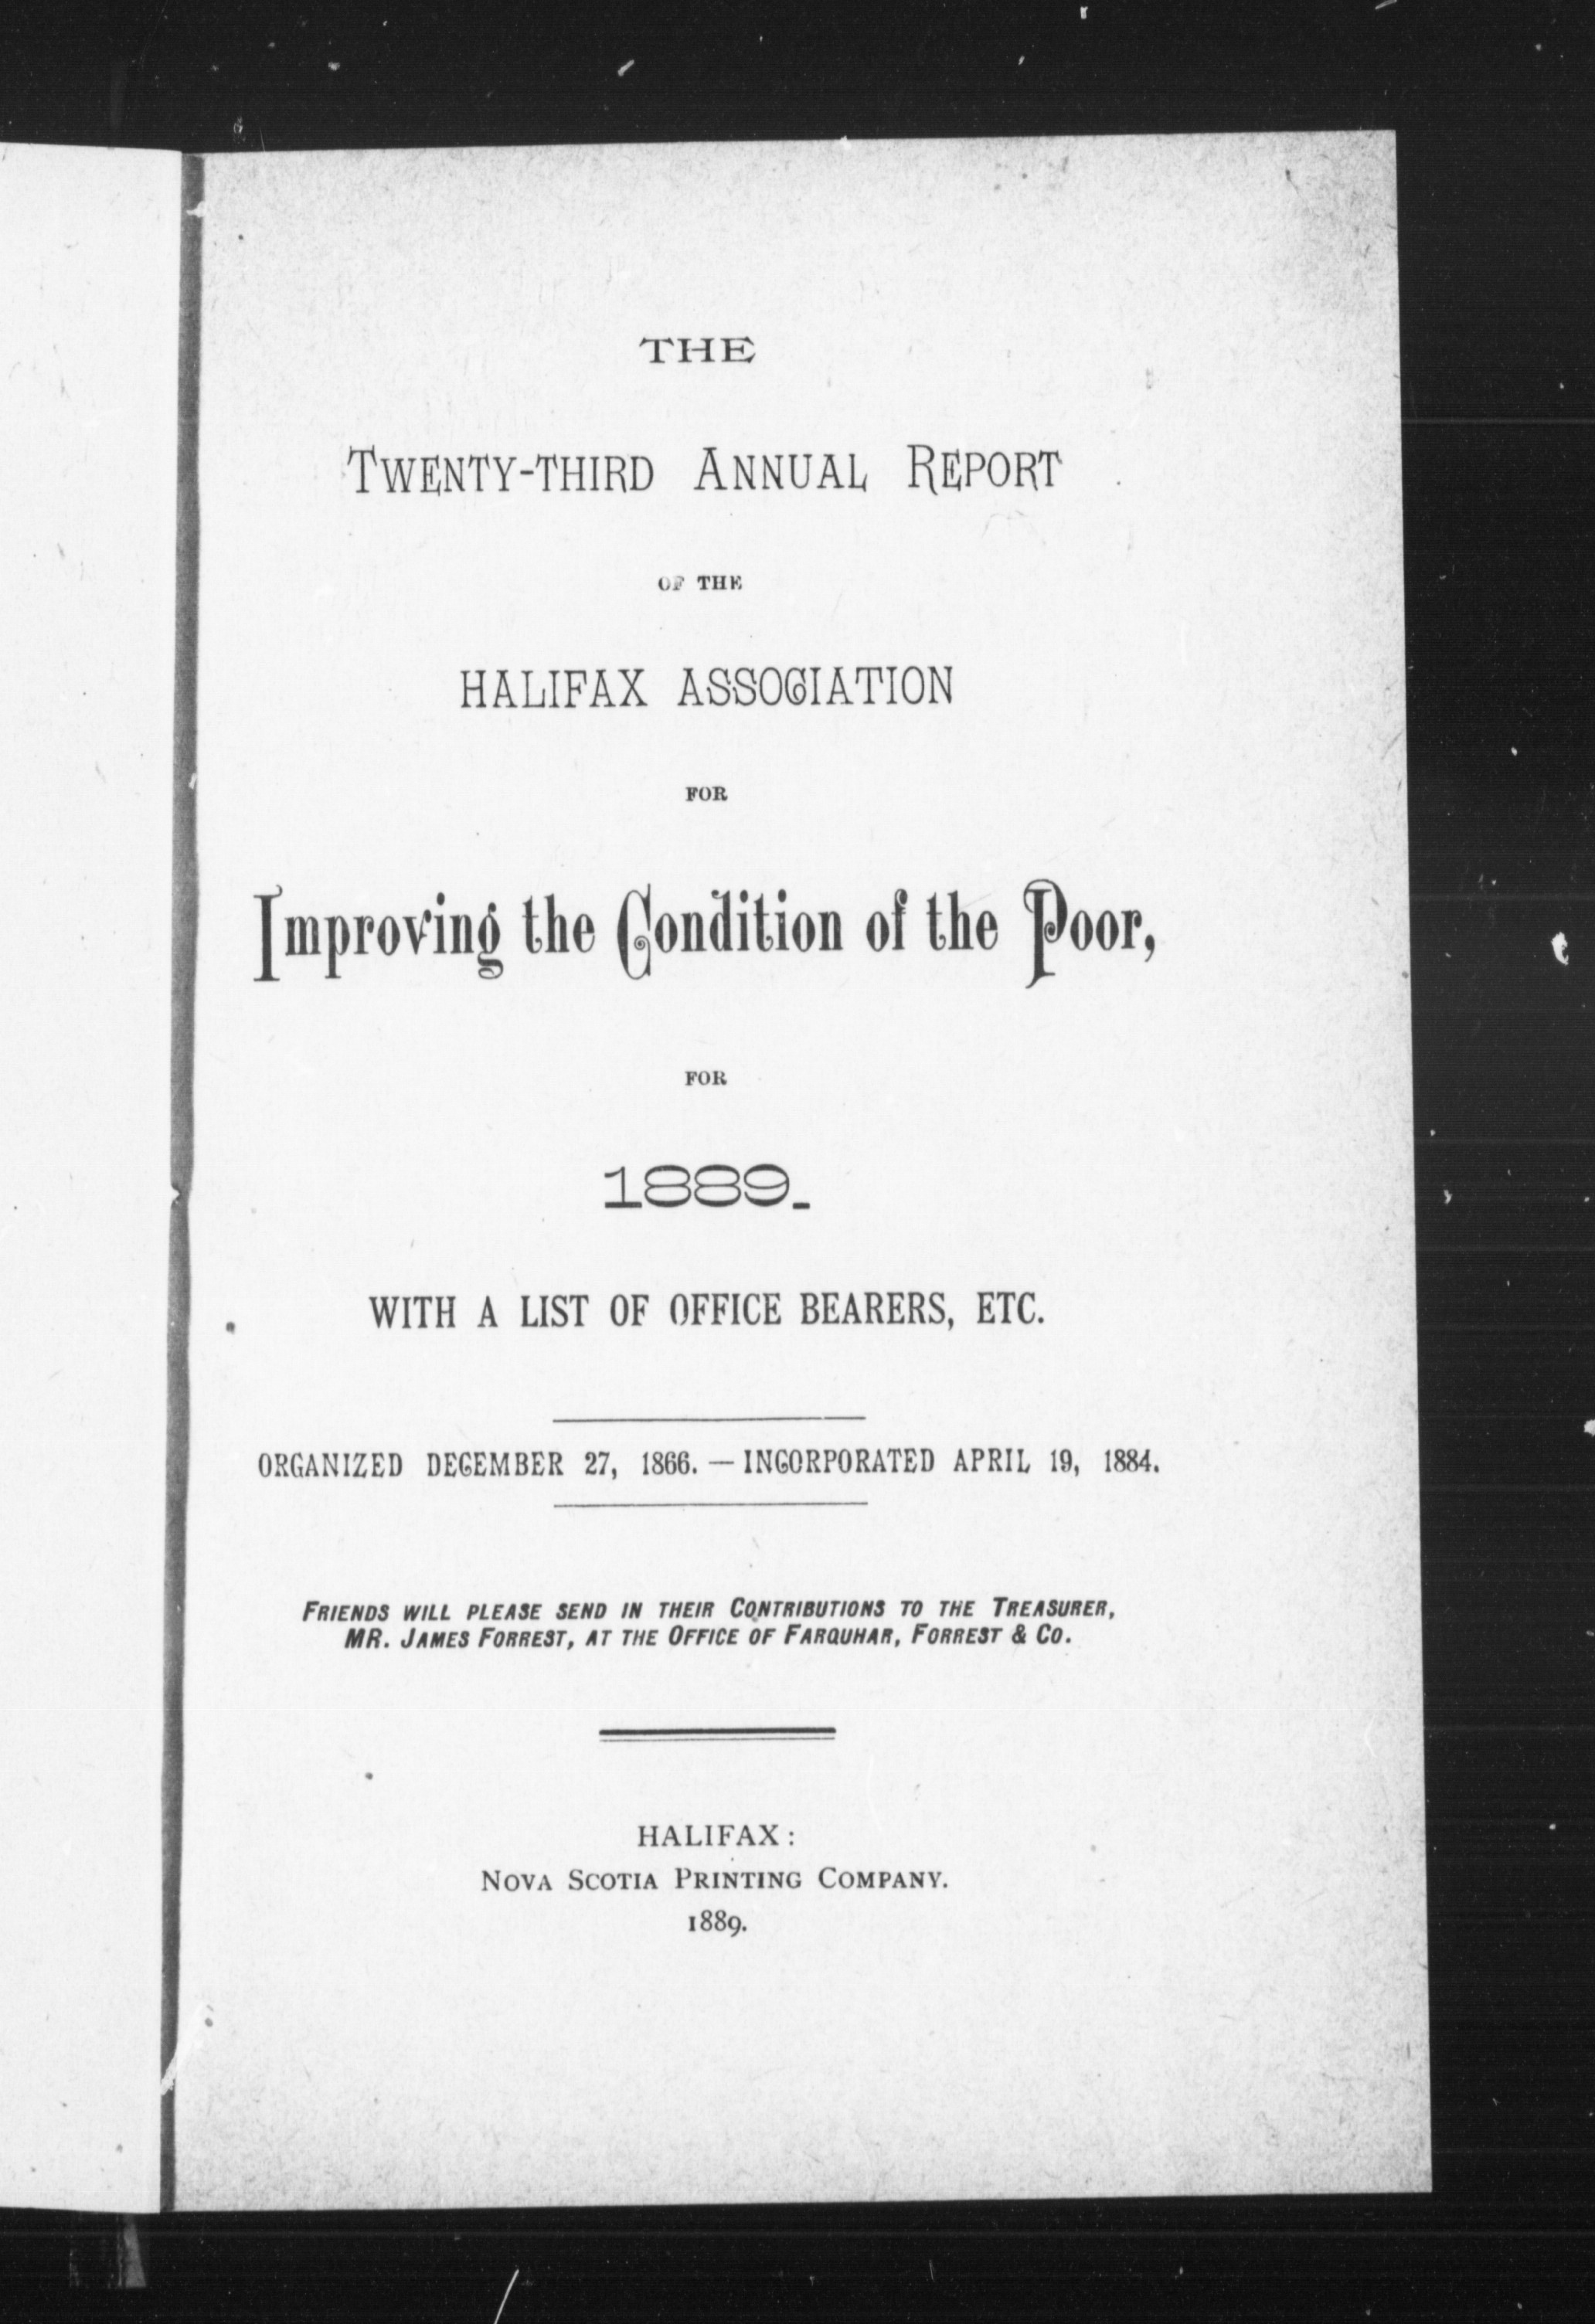 THE
TWENTY-THIRD ANNUAL REPORT
OF THE
HALIFAX ASSOCIATION
FOR
Improving the Condition of the Poor,
FOR
1889.
WITH A LIST OF OFFICE BEARERS, ETC.
ORGANIZED DECEMBER 27, 1866. — INCORPORATED APRIL 19, 1884.
FRIENDS WILL PLEASE SEND IN THEIR CONTRIBUTIONS TO THE TREASURER,
MR. JAMES FORREST, AT THE OFFICE OF FARQUHAR, FORREST & CO.
HALIFAX:
NOVA SCOTIA PRINTING COMPANY.
1889.